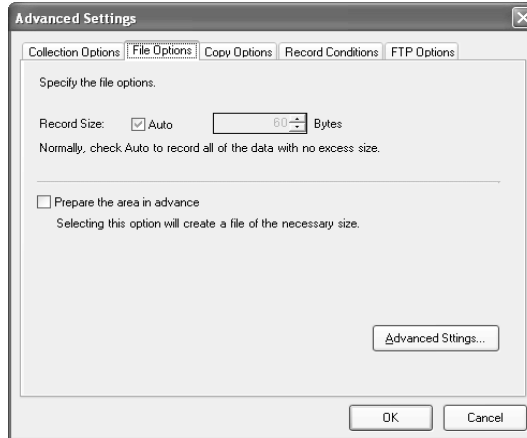 Advanced Settings
Collection Options File Options Copy Options Record Conditions FTP Options
Specify the file options.
Record Size: Auto 60 Bytes
Normally, check Auto to record all of the data with no excess size.
Prepare the area in advance
Selecting this option will create a file of the necessary size.
Advanced Sttings...
OK Cancel